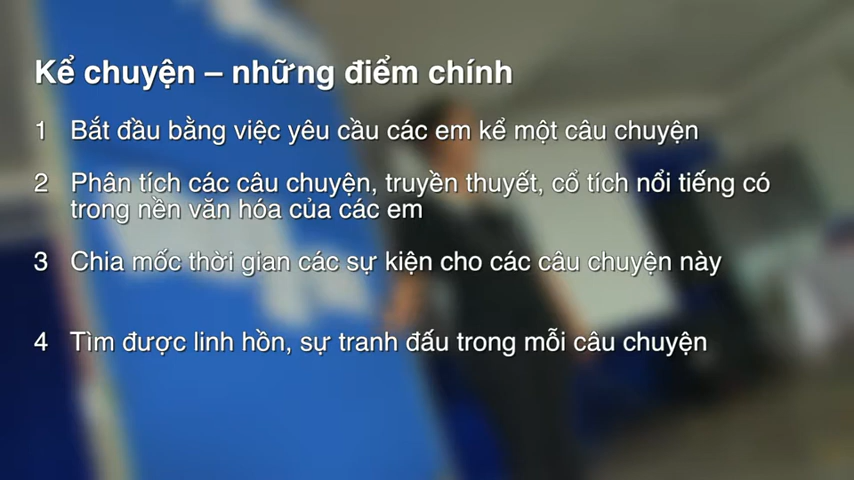 Kể chuyện – những điểm chính
1 Bắt đầu bằng việc yêu cầu các em kể một câu chuyện
2 Phân tích các câu chuyện, truyền thuyết, cổ tích nổi tiếng có
trong nền văn hóa của các em
3 Chia mốc thời gian các sự kiện cho các câu chuyện này
4 Tìm được linh hồn, sự tranh đấu trong mỗi câu chuyện